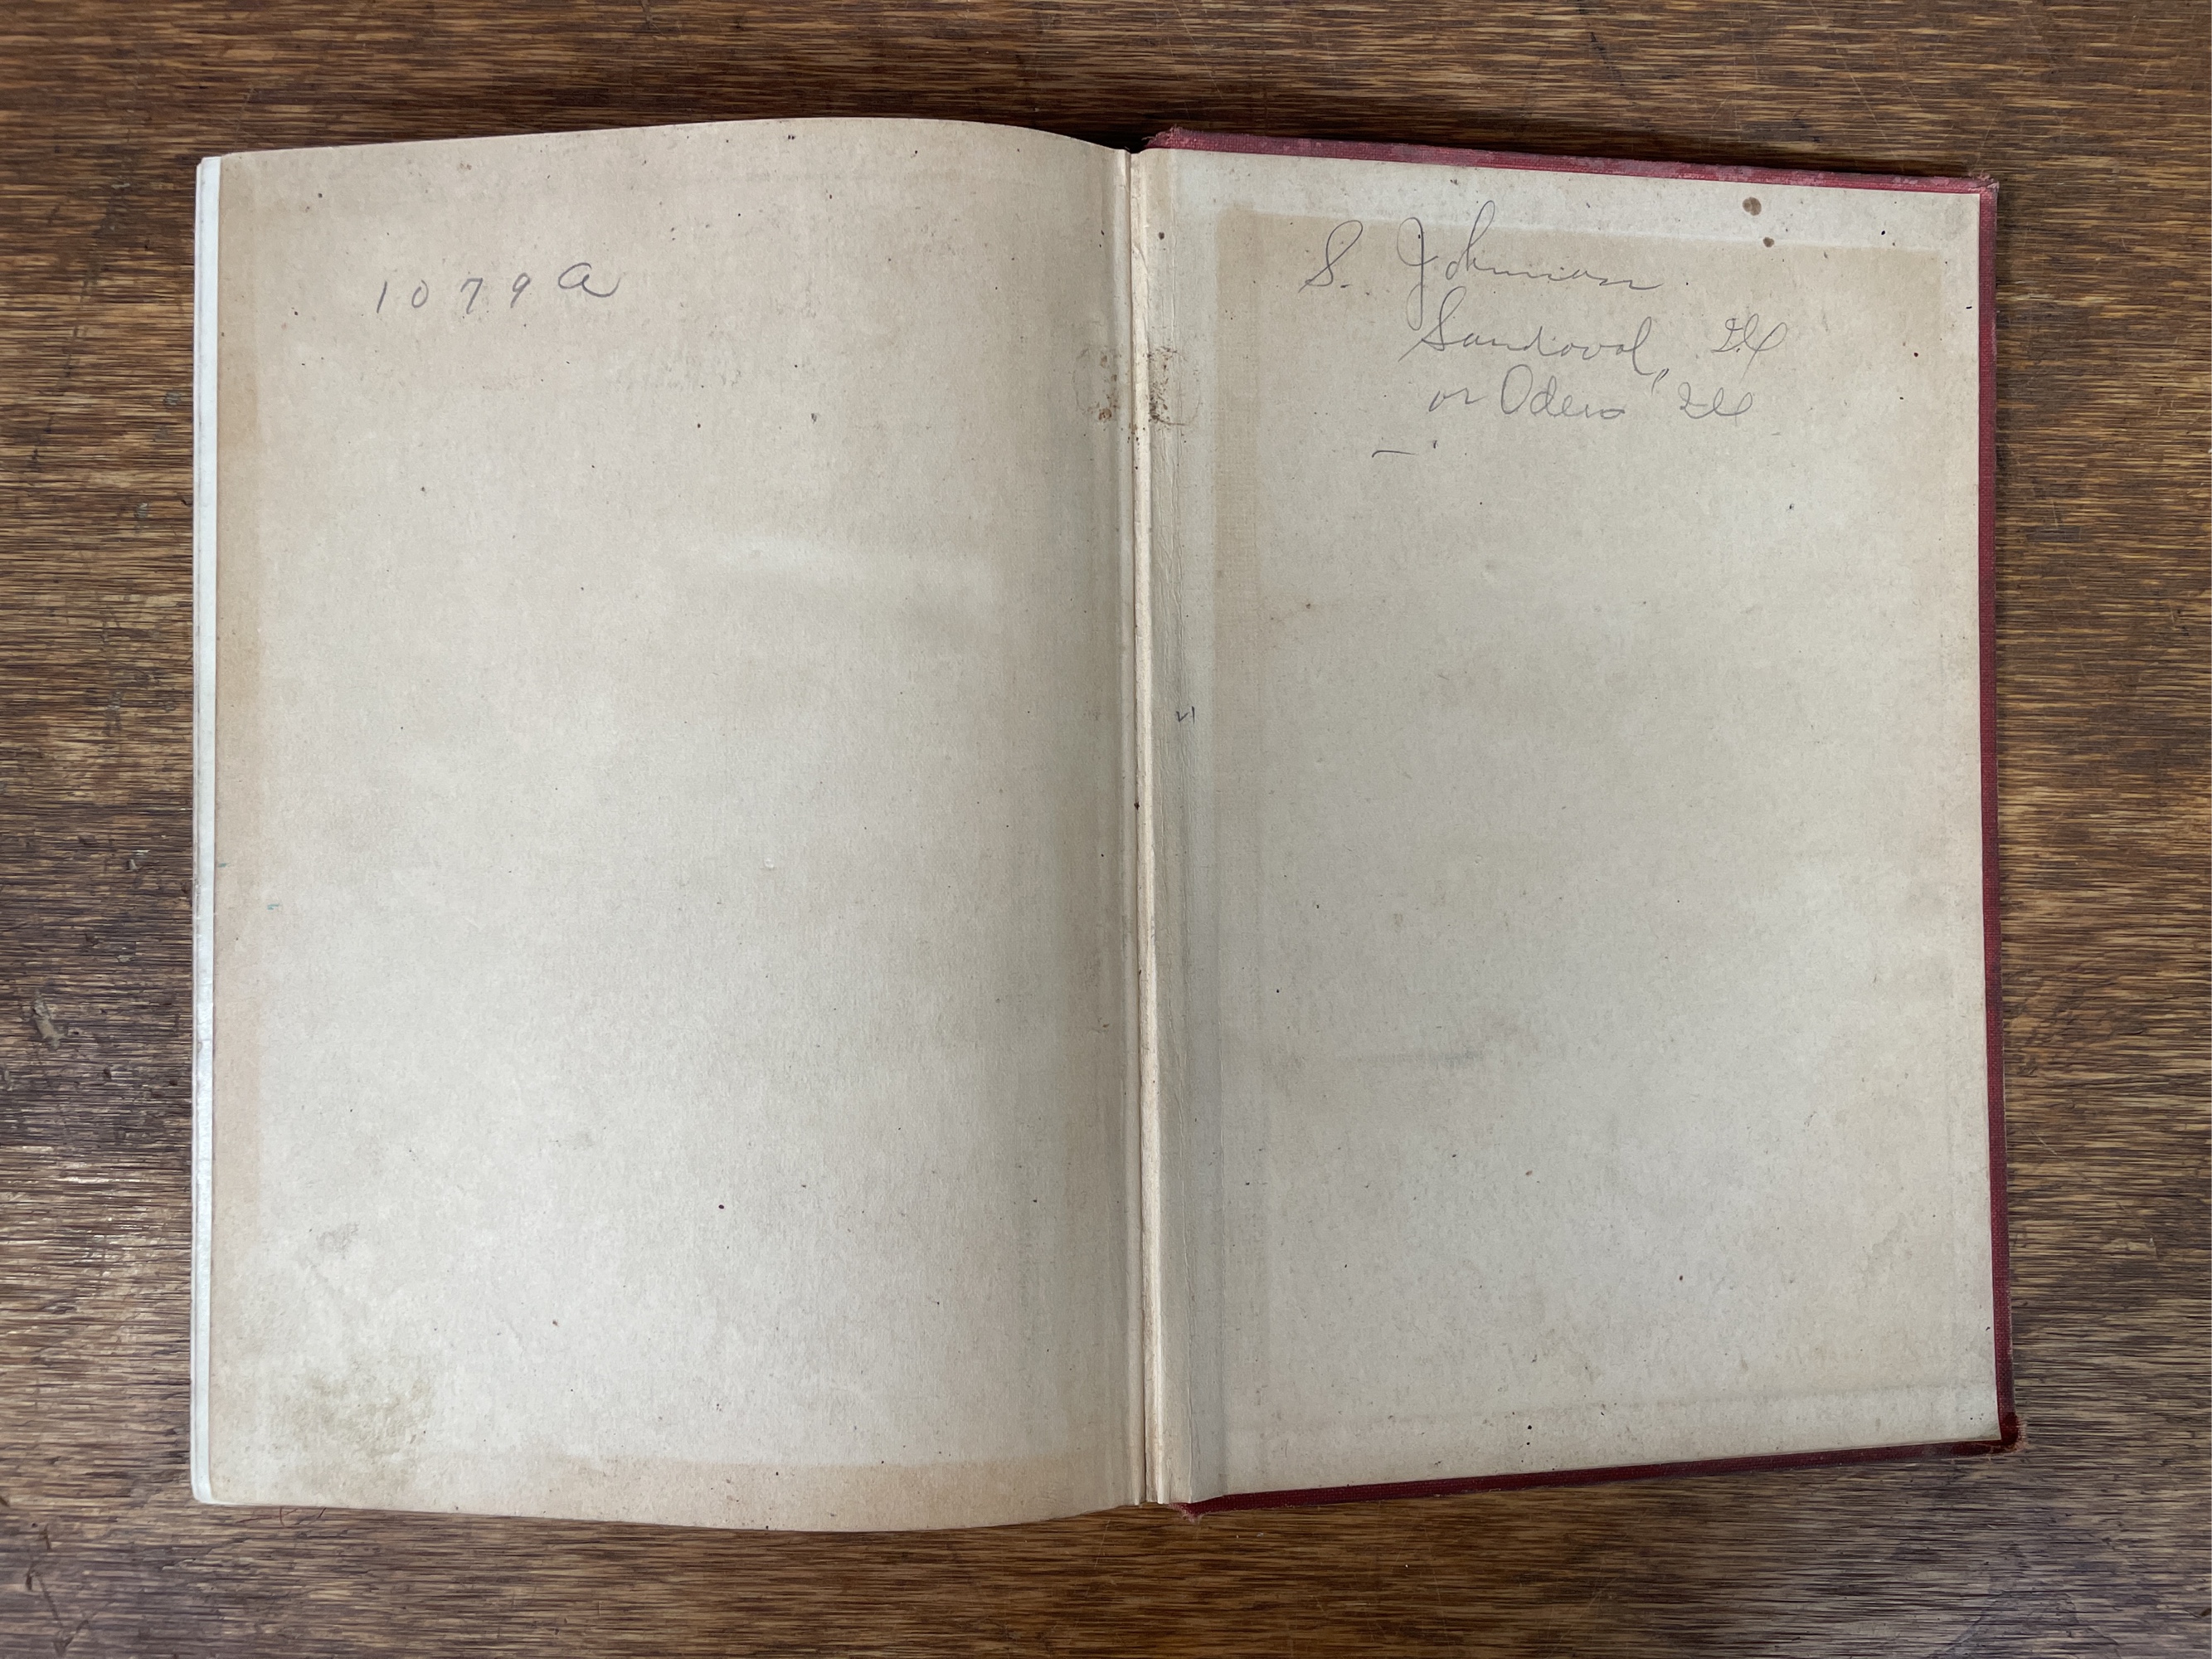 1079a
S. Johnson
Sandoval, Ill
or Odin Ill